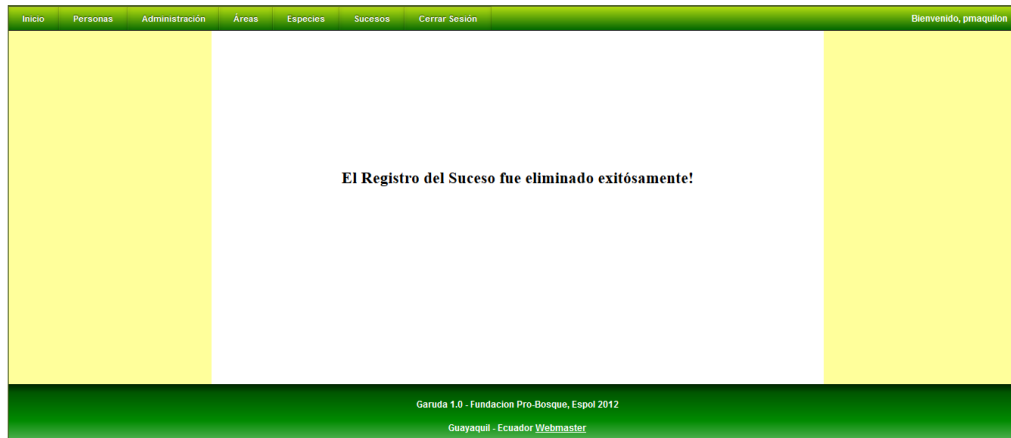 Inicio Personas Administración Áreas Especies Sucesos Cerrar Sesión Bienvenido, pmaquilon
El Registro del Suceso fue eliminado exitósamente!
Garuda 1.0 - Fundacion Pro-Bosque, Espol 2012
Guayaquil - Ecuador Webmaster